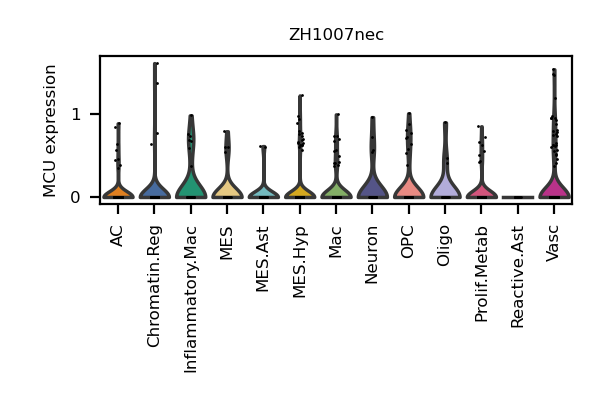 ZH1007nec
MCU expression
1
0
AC
Chromatin.Reg
Inflammatory.Mac
MES
MES.Ast
MES.Hyp
Mac
Neuron
OPC
Oligo
Prolif.Metab
Reactive.Ast
Vasc